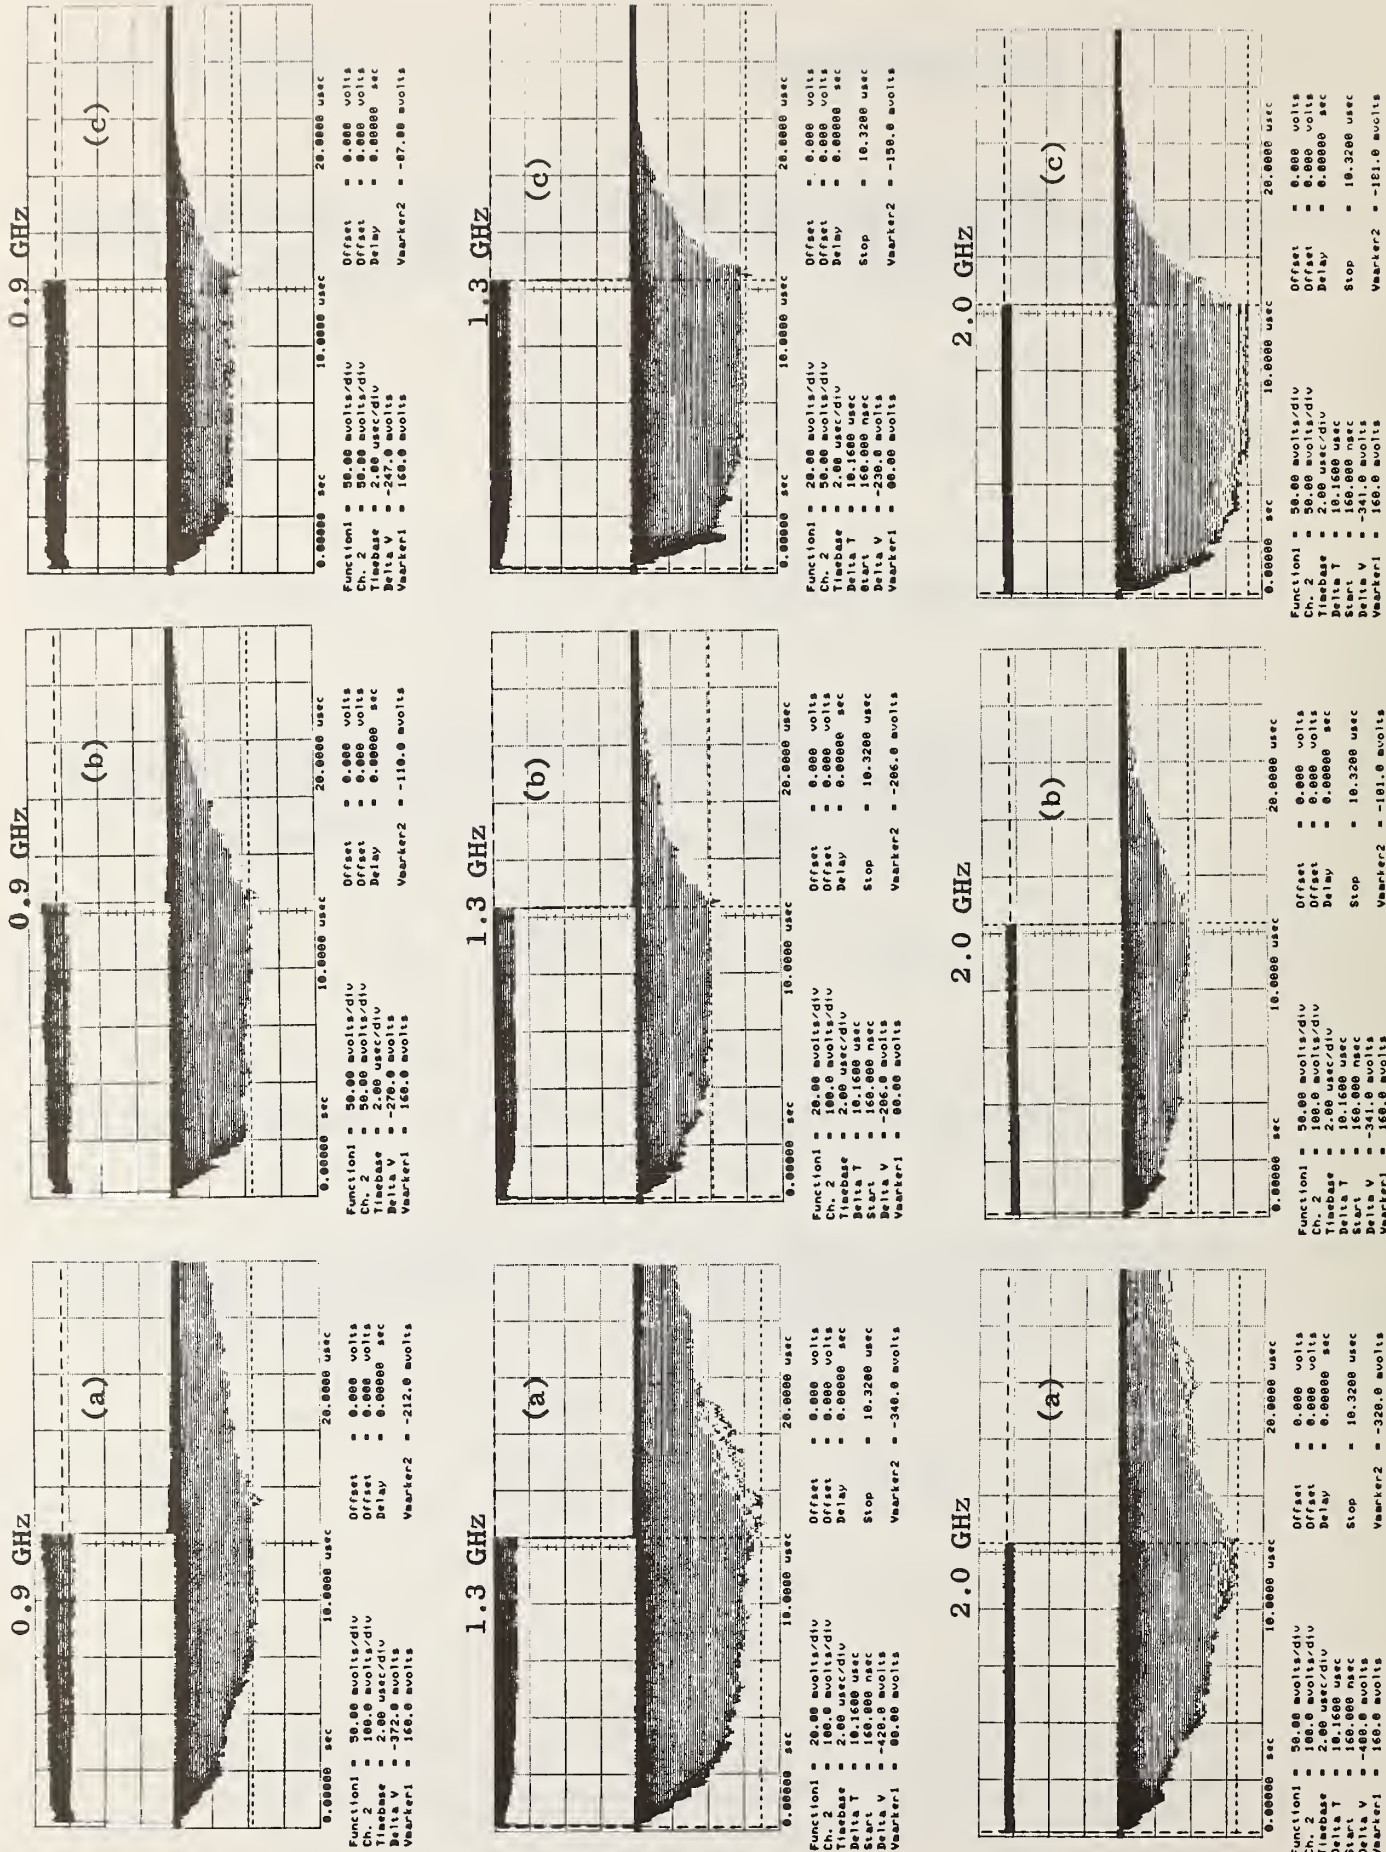 0.9 GHz
(a)
0.00000 sec 10.0000 usec 20.0000 usec
Function1 = 50.00 mvolts/div Offset = 0.000 volts
Ch. 2 = 100.0 mvolts/div Offset = 0.000 volts
Timebase = 2.00 usec/div Delay = 0.00000 sec
Delta V = -372.0 mvolts
Vmarker1 = 160.0 mvolts Vmarker2 = -212.0 mvolts
0.9 GHz
(b)
0.00000 sec 10.0000 usec 20.0000 usec
Function1 = 50.00 mvolts/div Offset = 0.000 volts
Ch. 2 = 50.00 mvolts/div Offset = 0.000 volts
Timebase = 2.00 usec/div Delay = 0.00000 sec
Delta V = -270.0 mvolts
Vmarker1 = 160.0 mvolts Vmarker2 = -110.0 mvolts
0.9 GHz
(c)
0.00000 sec 10.0000 usec 20.0000 usec
Function1 = 50.00 mvolts/div Offset = 0.000 volts
Ch. 2 = 50.00 mvolts/div Offset = 0.000 volts
Timebase = 2.00 usec/div Delay = 0.00000 sec
Delta V = -247.0 mvolts
Vmarker1 = 160.0 mvolts Vmarker2 = -87.00 mvolts
1.3 GHz
(a)
0.00000 sec 10.0000 usec 20.0000 usec
Function1 = 20.00 mvolts/div Offset = 0.000 volts
Ch. 2 = 100.0 mvolts/div Offset = 0.000 volts
Timebase = 2.00 usec/div Delay = 0.00000 sec
Delta T = 10.1600 usec
Start = 160.000 nsec Stop = 10.3200 usec
Delta V = -420.0 mvolts
Vmarker1 = 80.00 mvolts Vmarker2 = -340.0 mvolts
1.3 GHz
(b)
0.00000 sec 10.0000 usec 20.0000 usec
Function1 = 20.00 mvolts/div Offset = 0.000 volts
Ch. 2 = 100.0 mvolts/div Offset = 0.000 volts
Timebase = 2.00 usec/div Delay = 0.00000 sec
Delta T = 10.1600 usec
Start = 160.000 nsec Stop = 10.3200 usec
Delta V = -286.0 mvolts
Vmarker1 = 80.00 mvolts Vmarker2 = -206.0 mvolts
1.3 GHz
(c)
0.00000 sec 10.0000 usec 20.0000 usec
Function1 = 20.00 mvolts/div Offset = 0.000 volts
Ch. 2 = 50.00 mvolts/div Offset = 0.000 volts
Timebase = 2.00 usec/div Delay = 0.00000 sec
Delta T = 10.1600 usec
Start = 160.000 nsec Stop = 10.3200 usec
Delta V = -230.0 mvolts
Vmarker1 = 80.00 mvolts Vmarker2 = -150.0 mvolts
2.0 GHz
(a)
0.00000 sec 10.0000 usec 20.0000 usec
Function1 = 50.00 mvolts/div Offset = 0.000 volts
Ch. 2 = 100.0 mvolts/div Offset = 0.000 volts
Timebase = 2.00 usec/div Delay = 0.00000 sec
Delta T = 10.1600 usec
Start = 160.000 nsec Stop = 10.3200 usec
Delta V = -480.0 mvolts
Vmarker1 = 160.0 mvolts Vmarker2 = -320.0 mvolts
2.0 GHz
(b)
0.00000 sec 10.0000 usec 20.0000 usec
Function1 = 50.00 mvolts/div Offset = 0.000 volts
Ch. 2 = 100.0 mvolts/div Offset = 0.000 volts
Timebase = 2.00 usec/div Delay = 0.00000 sec
Delta T = 10.1600 usec
Start = 160.000 nsec Stop = 10.3200 usec
Delta V = -341.0 mvolts
Vmarker1 = 160.0 mvolts Vmarker2 = -181.0 mvolts
2.0 GHz
(c)
0.00000 sec 10.0000 usec 20.0000 usec
Function1 = 50.00 mvolts/div Offset = 0.000 volts
Ch. 2 = 50.00 mvolts/div Offset = 0.000 volts
Timebase = 2.00 usec/div Delay = 0.00000 sec
Delta T = 10.1600 usec
Start = 160.000 nsec Stop = 10.3200 usec
Delta V = -341.0 mvolts
Vmarker1 = 160.0 mvolts Vmarker2 = -181.0 mvolts